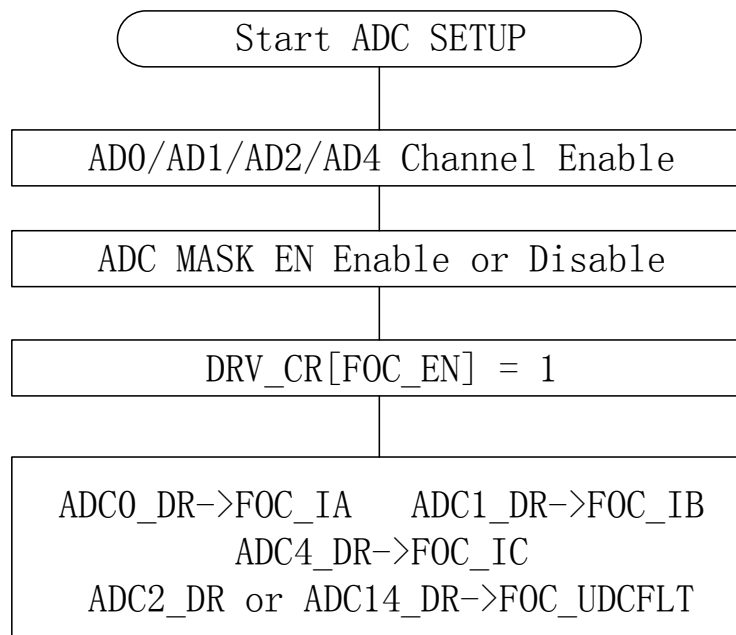 Start ADC SETUP
AD0/AD1/AD2/AD4 Channel Enable
ADC MASK EN Enable or Disable
DRV_CR[FOC_EN] = 1
ADC0_DR->FOC_IA ADC1_DR->FOC_IB
ADC4_DR->FOC_IC
ADC2_DR or ADC14_DR->FOC_UDCFLT